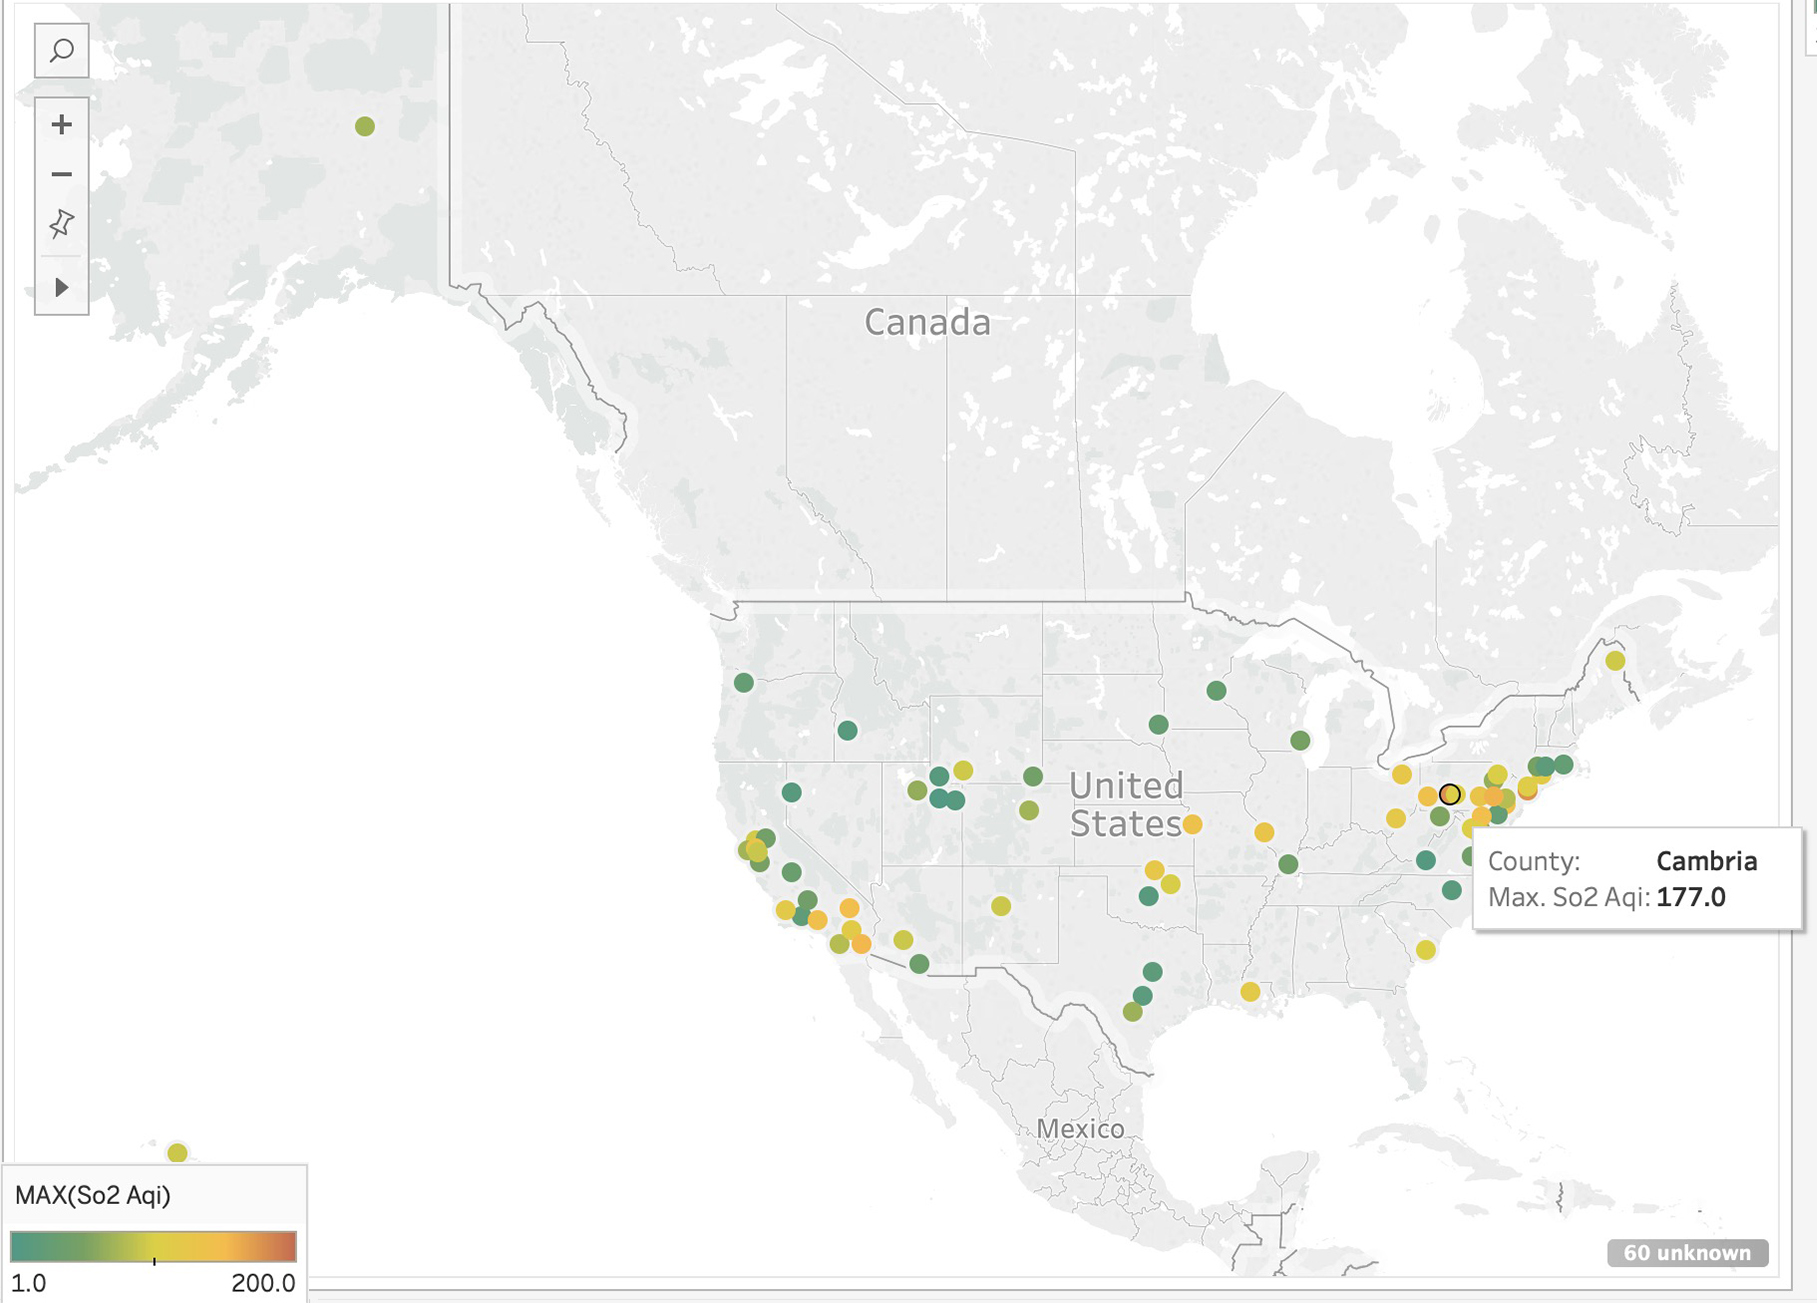 Canada
United
States
County: Cambria
Max. So2 Aqi: 177.0
Mexico
MAX(So2 Aqi)
1.0 200.0
60 unknown